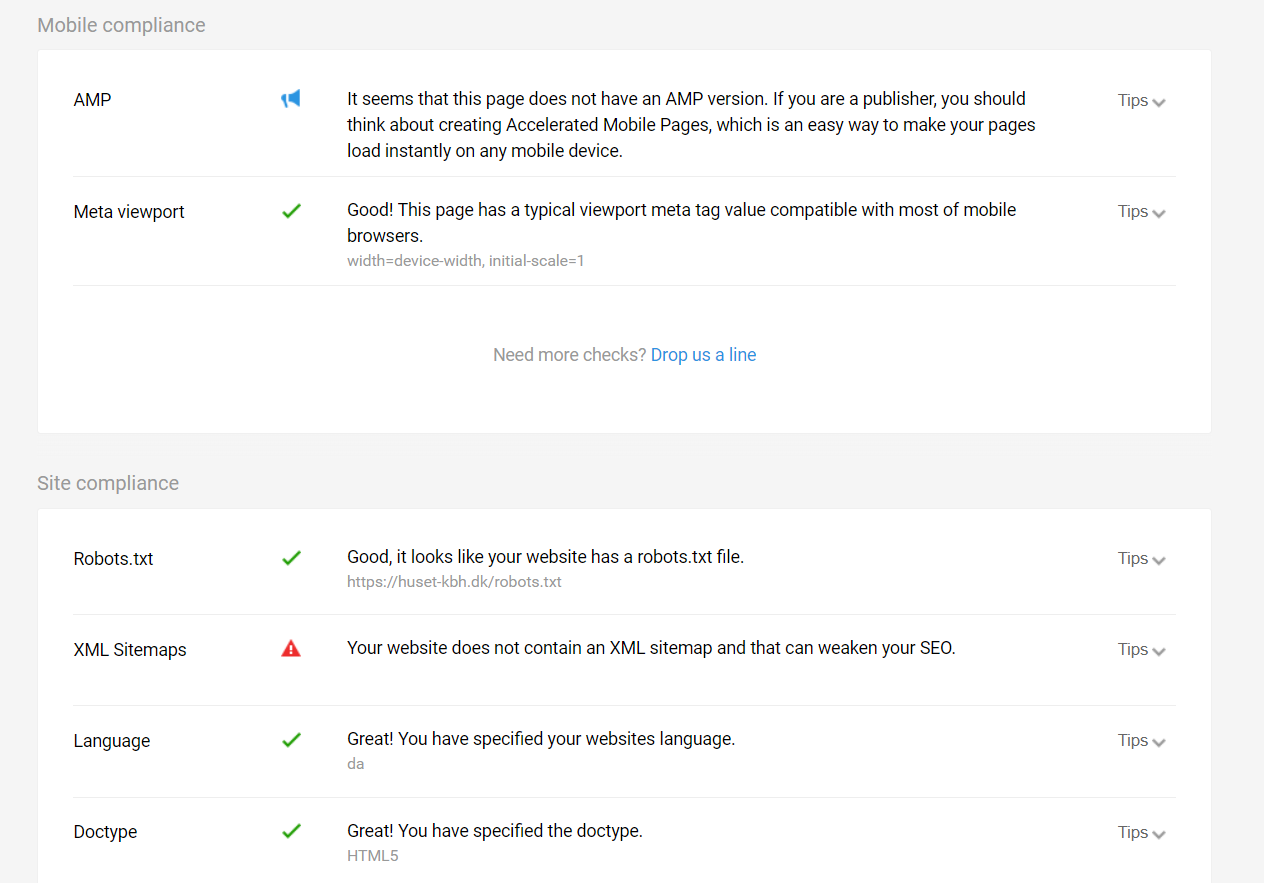 Mobile compliance
AMP
It seems that this page does not have an AMP version. If you are a publisher, you should
Tips
think about creating Accelerated Mobile Pages, which is an easy way to make your pages
load instantly on any mobile device.
Meta viewport
Good! This page has a typical viewport meta tag value compatible with most of mobile
Tips
browsers.
width=device-width, initial-scale=1
Need more checks? Drop us a line
Site compliance
Robots.txt
Good, it looks like your website has a robots.txt file.
Tips
https://huset-kbh.dk/robots.txt
XML Sitemaps
Your website does not contain an XML sitemap and that can weaken your SEO.
Tips
Language
Great! You have specified your websites language.
Tips
da
Doctype
Great! You have specified the doctype.
Tips
HTML5